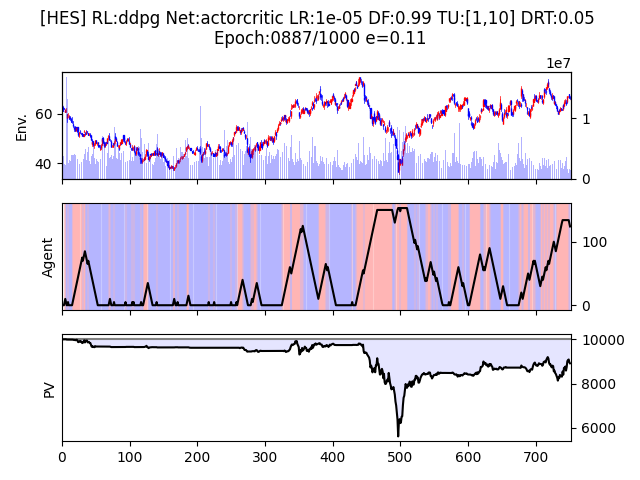 [HES] RL:ddpg Net:actorcritic LR:1e-05 DF:0.99 TU:[1,10] DRT:0.05
Epoch:0887/1000 e=0.11
1e7
Env.
60
40
1
0
Agent
100
0
PV
10000
8000
6000
0 100 200 300 400 500 600 700